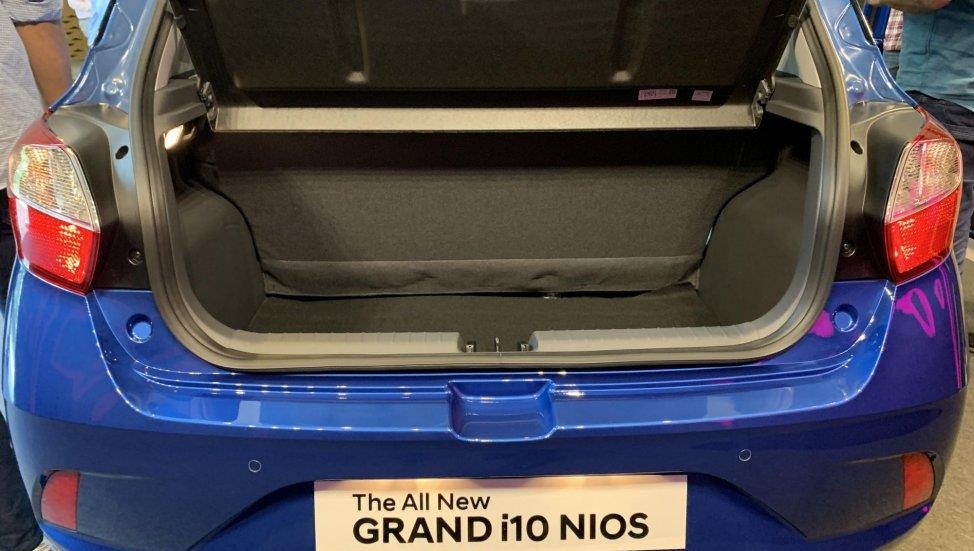 The All New
GRAND i10 NIOS